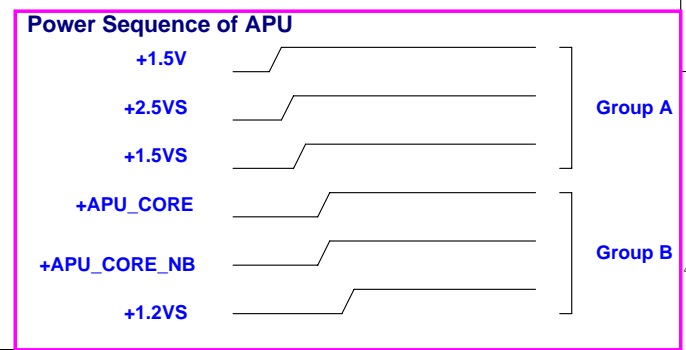 Power Sequence of APU
+1.5V
+2.5VS
Group A
+1.5VS
+APU_CORE
+APU_CORE_NB
Group B
+1.2VS